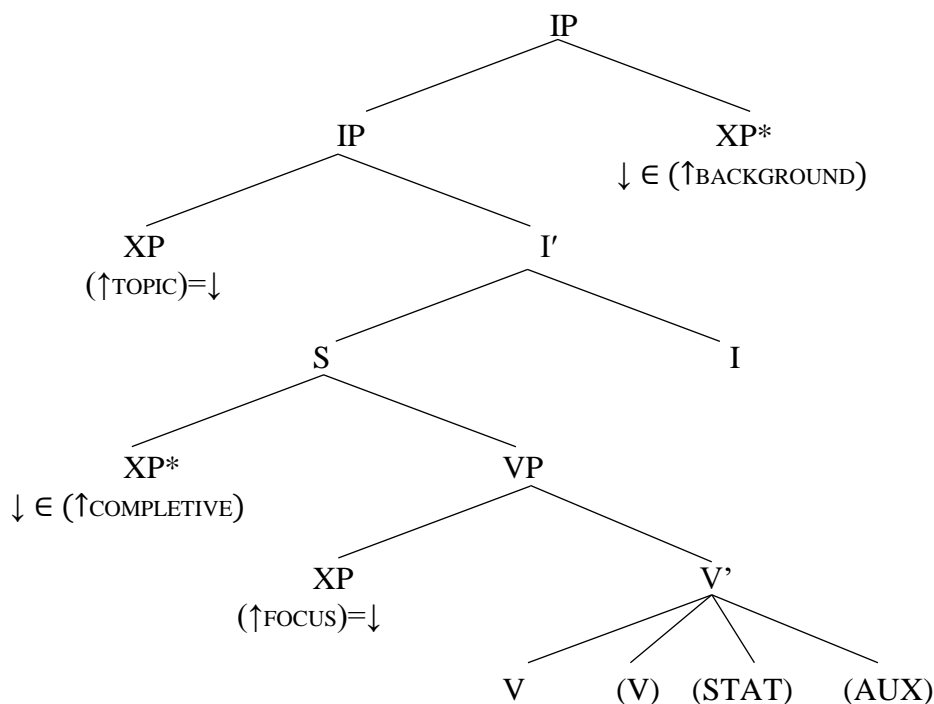 IP
IP XP*
↓ ∈ (↑BACKGROUND)
XP I′
(↑TOPIC)=↓
S I
XP* VP
↓ ∈ (↑COMPLETIVE)
XP V’
(↑FOCUS)=↓
V (V) (STAT) (AUX)